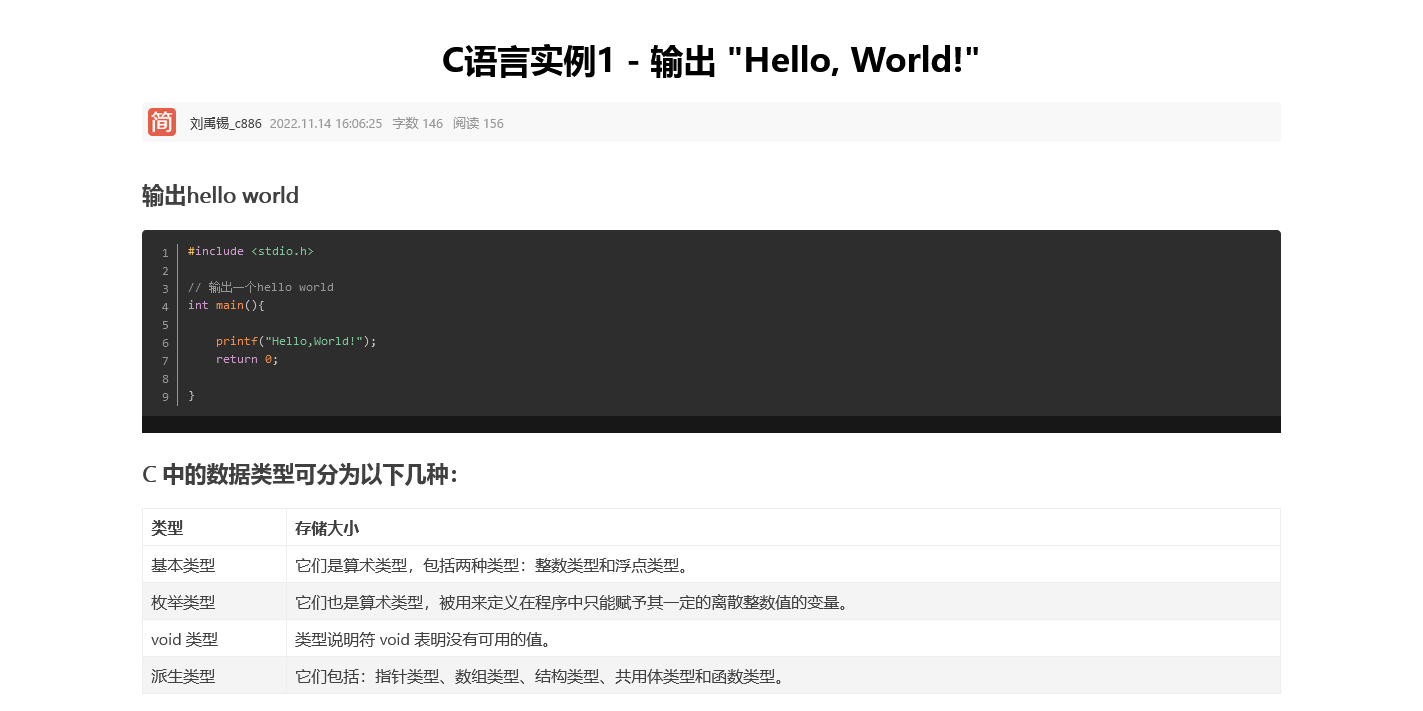 C语言实例1 - 输出 "Hello, World!"
简 刘禹锡_c886 2022.11.14 16:06:25 字数 146 阅读 156
输出hello world
1 #include <stdio.h>
2
3 // 输出一个hello world
4 int main(){
5
6     printf("Hello,World!");
7     return 0;
8
9 }
C 中的数据类型可分为以下几种：
类型 存储大小
基本类型 它们是算术类型，包括两种类型：整数类型和浮点类型。
枚举类型 它们也是算术类型，被用来定义在程序中只能赋予其一定的离散整数值的变量。
void 类型 类型说明符 void 表明没有可用的值。
派生类型 它们包括：指针类型、数组类型、结构类型、共用体类型和函数类型。